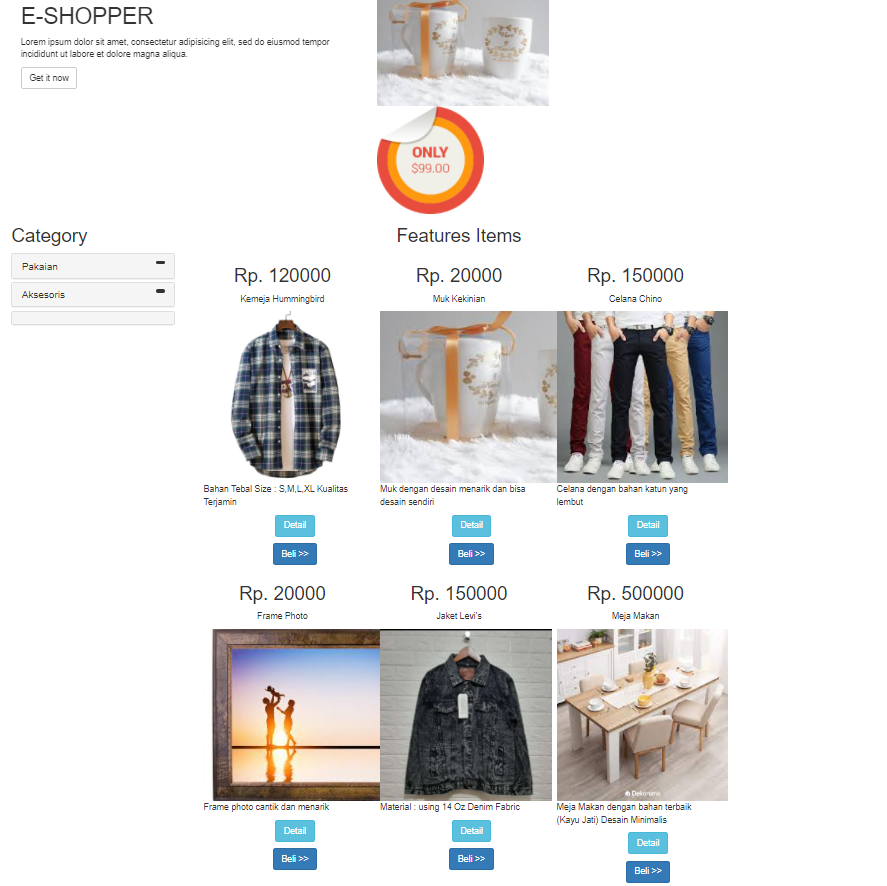 E-SHOPPER
Lorem ipsum dolor sit amet, consectetur adipisicing elit, sed do eiusmod tempor
incididunt ut labore et dolore magna aliqua.
Get it now
ONLY
$99.00
Category
Features Items
Pakaian
Aksesoris
Rp. 120000
Kemeja Hummingbird
Bahan Tebal Size : S,M,L,XL Kualitas
Terjamin
Detail
Beli >>
Rp. 20000
Muk Kekinian
Muk dengan desain menarik dan bisa
desain sendiri
Detail
Beli >>
Rp. 150000
Celana Chino
Celana dengan bahan katun yang
lembut
Detail
Beli >>
Rp. 20000
Frame Photo
Frame photo cantik dan menarik
Detail
Beli >>
Rp. 150000
Jaket Levi's
Material : using 14 Oz Denim Fabric
Detail
Beli >>
Rp. 500000
Meja Makan
Dekoruma
Meja Makan dengan bahan terbaik
(Kayu Jati) Desain Minimalis
Detail
Beli >>